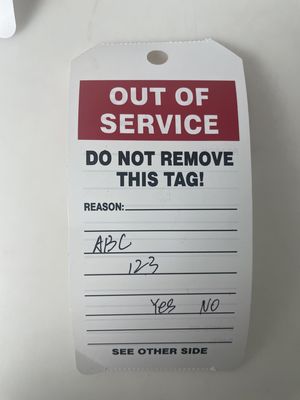 OUT OF
SERVICE
DO NOT REMOVE
THIS TAG!
REASON:
ABC
123
Yes NO
SEE OTHER SIDE